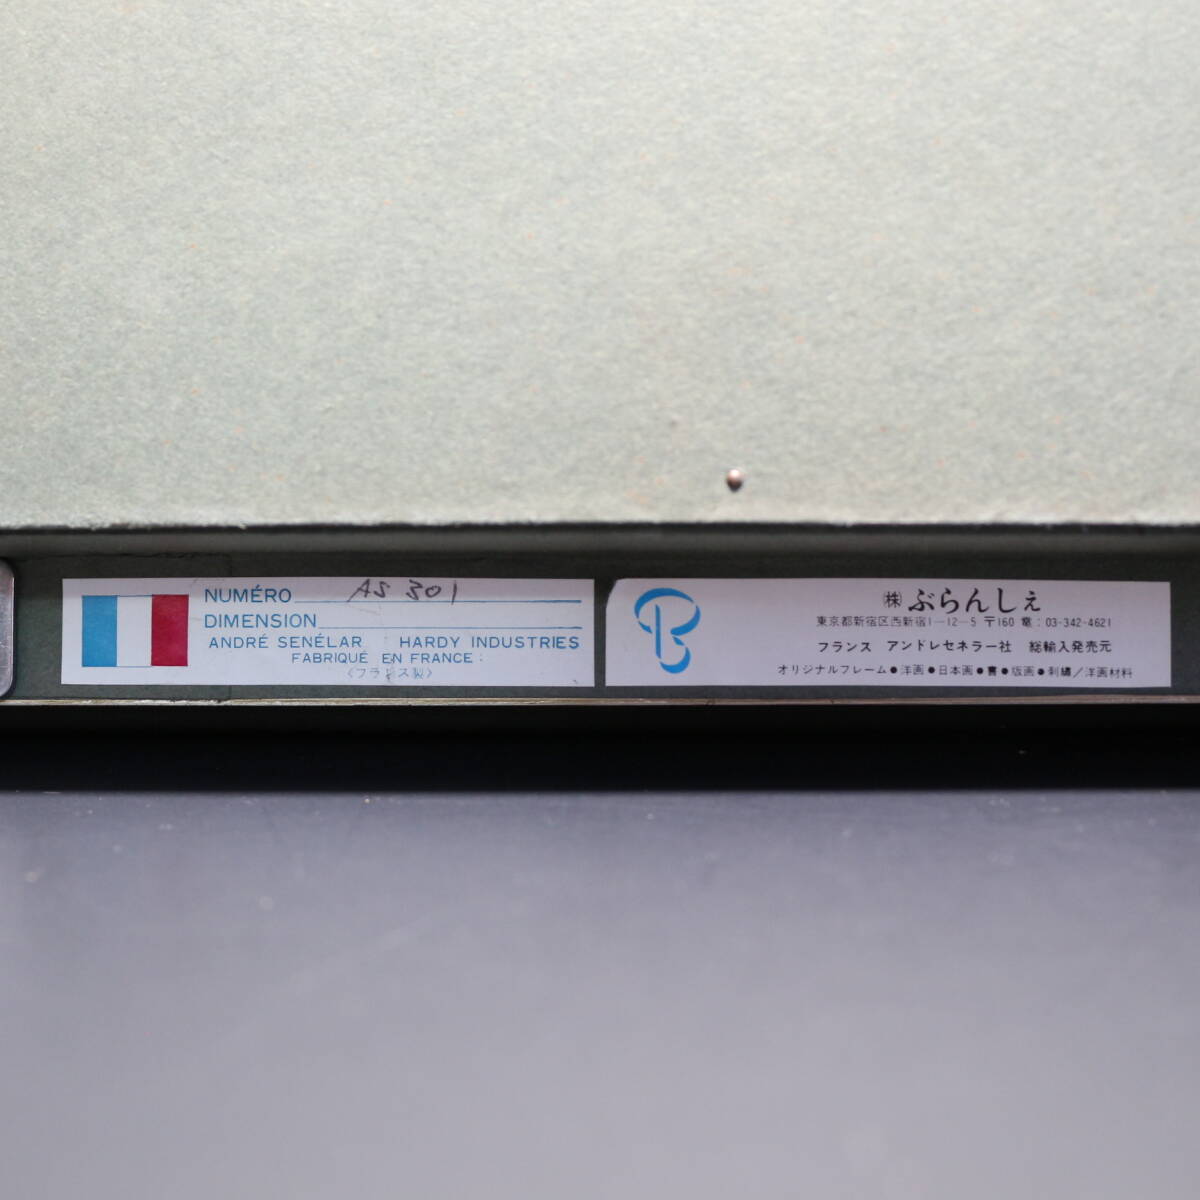 NUMÉRO AS 301
DIMENSION
ANDRÉ SENÉLAR : HARDY INDUSTRIES
FABRIQUÉ EN FRANCE:
〈フランス製〉
B
㈱ ぶらんしぇ
東京都新宿区西新宿1-12-5 〒160 電:03-342-4621
フランス アンドレセネラー社 総輸入発売元
オリジナルフレーム●洋画●日本画●書●版画●刺繍/洋画材料